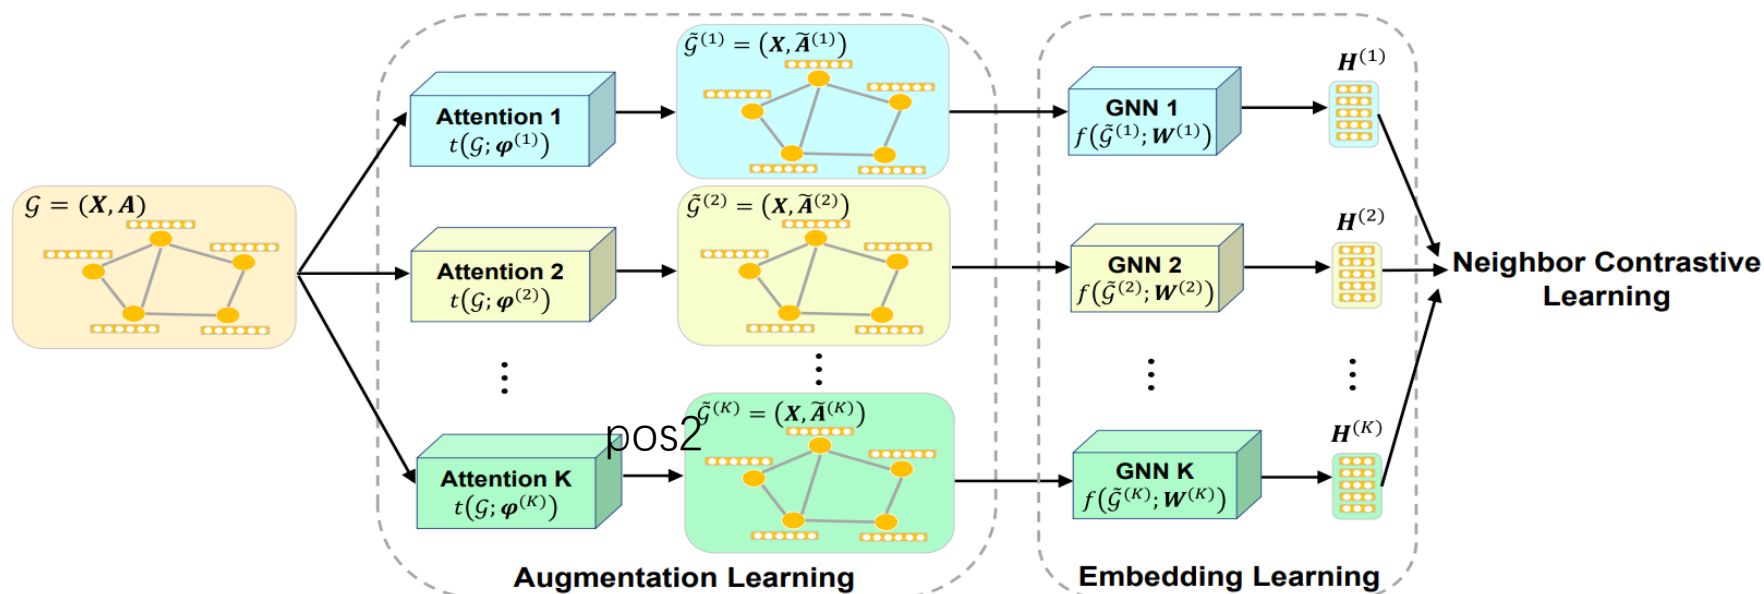 𝒢 = (X, A)
Attention 1
t(𝒢; φ⁽¹⁾)
𝒢̃⁽¹⁾ = (X, Ã⁽¹⁾)
GNN 1
f(𝒢̃⁽¹⁾; W⁽¹⁾)
H⁽¹⁾
Attention 2
t(𝒢; φ⁽²⁾)
𝒢̃⁽²⁾ = (X, Ã⁽²⁾)
GNN 2
f(𝒢̃⁽²⁾; W⁽²⁾)
H⁽²⁾
Neighbor Contrastive
Learning
⋮ ⋮ ⋮ ⋮
pos2
Attention K
t(𝒢; φ⁽ᴷ⁾)
𝒢̃⁽ᴷ⁾ = (X, Ã⁽ᴷ⁾)
GNN K
f(𝒢̃⁽ᴷ⁾; W⁽ᴷ⁾)
H⁽ᴷ⁾
Augmentation Learning
Embedding Learning